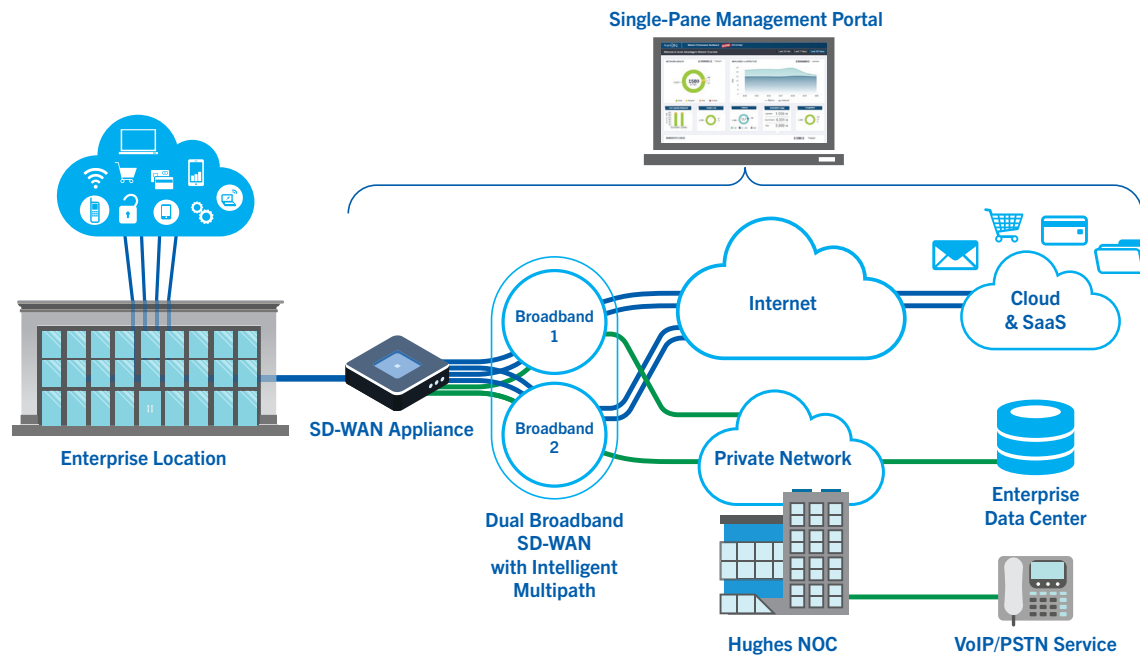 Single-Pane Management Portal
1500
Internet
Cloud
& SaaS
Broadband
1
Broadband
2
SD-WAN Appliance
Enterprise Location
Private Network
Dual Broadband
SD-WAN
with Intelligent
Multipath
Enterprise
Data Center
Hughes NOC
VoIP/PSTN Service